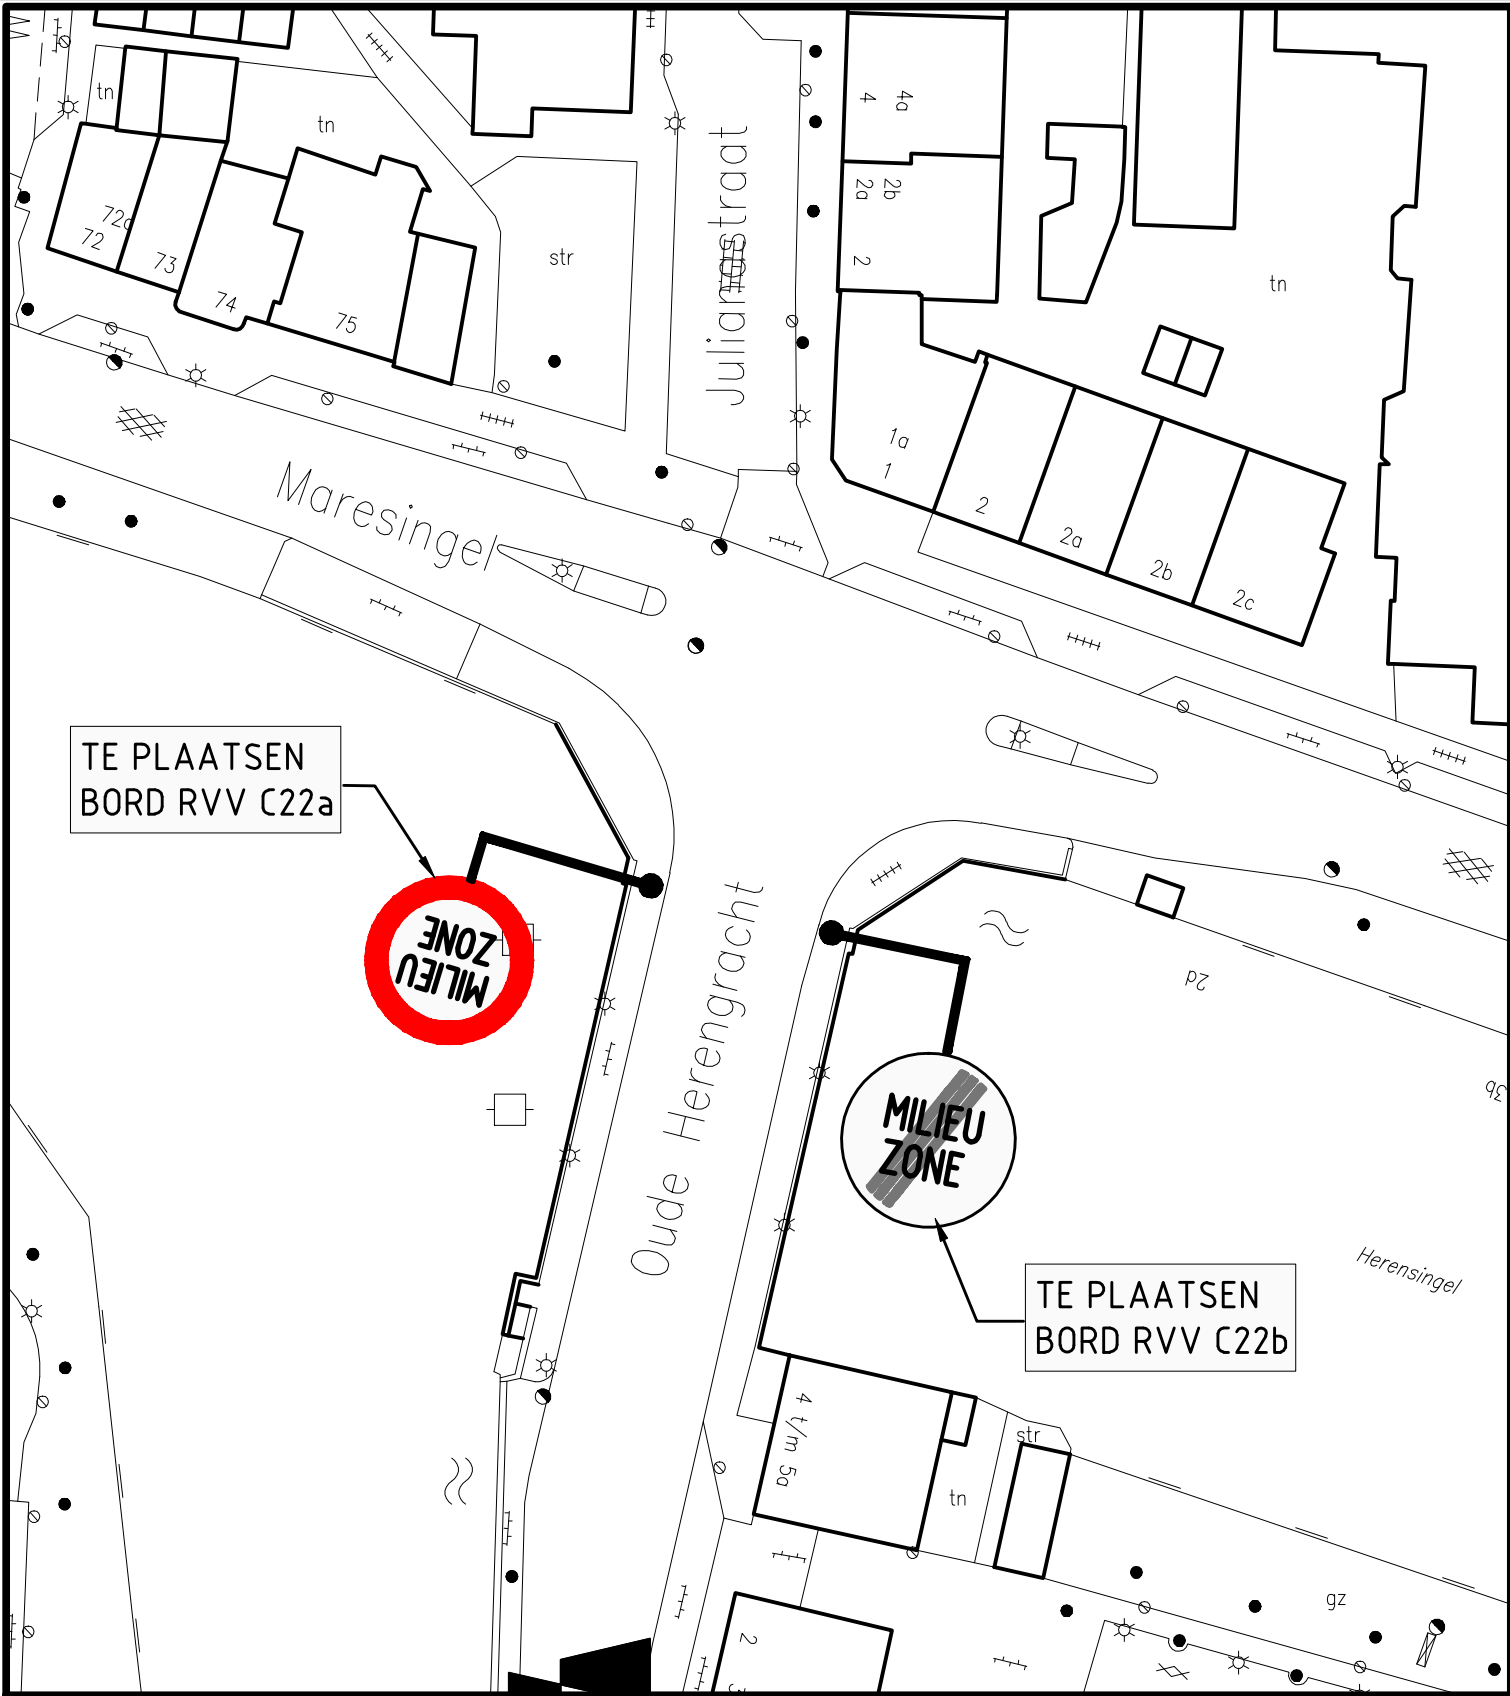 tn
tn
4
4a
2a
2b
2
72
73
74
75
str
tn
Julianastraat
1a
1
2
2a
2b
2c
Maresingel
TE PLAATSEN
BORD RVV C22a
MILIEU
ZONE
Oude Herengracht
2d
3b
MILIEU
ZONE
Herensingel
TE PLAATSEN
BORD RVV C22b
4 t/m 5a
str
tn
gz
2